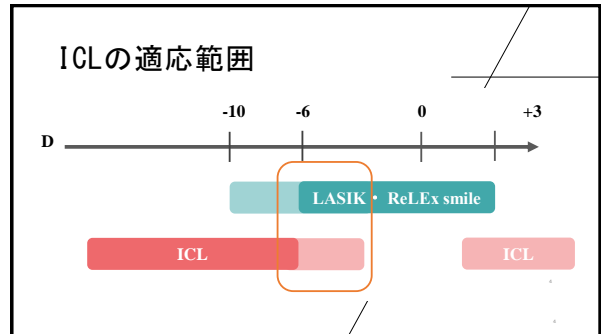 ICLの適応範囲
-10 -6 0 +3
D
LASIK・ReLEx smile
ICL ICL